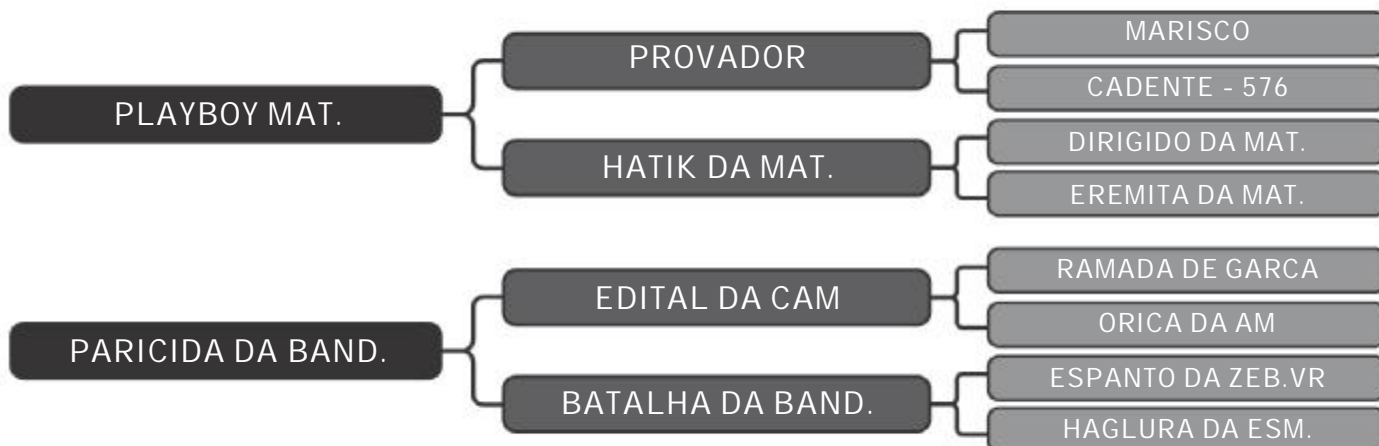 MARISCO
PROVADOR
CADENTE - 576
PLAYBOY MAT.
DIRIGIDO DA MAT.
HATIK DA MAT.
EREMITA DA MAT.
RAMADA DE GARCA
EDITAL DA CAM
ORICA DA AM
PARICIDA DA BAND.
ESPANTO DA ZEB.VR
BATALHA DA BAND.
HAGLURA DA ESM.